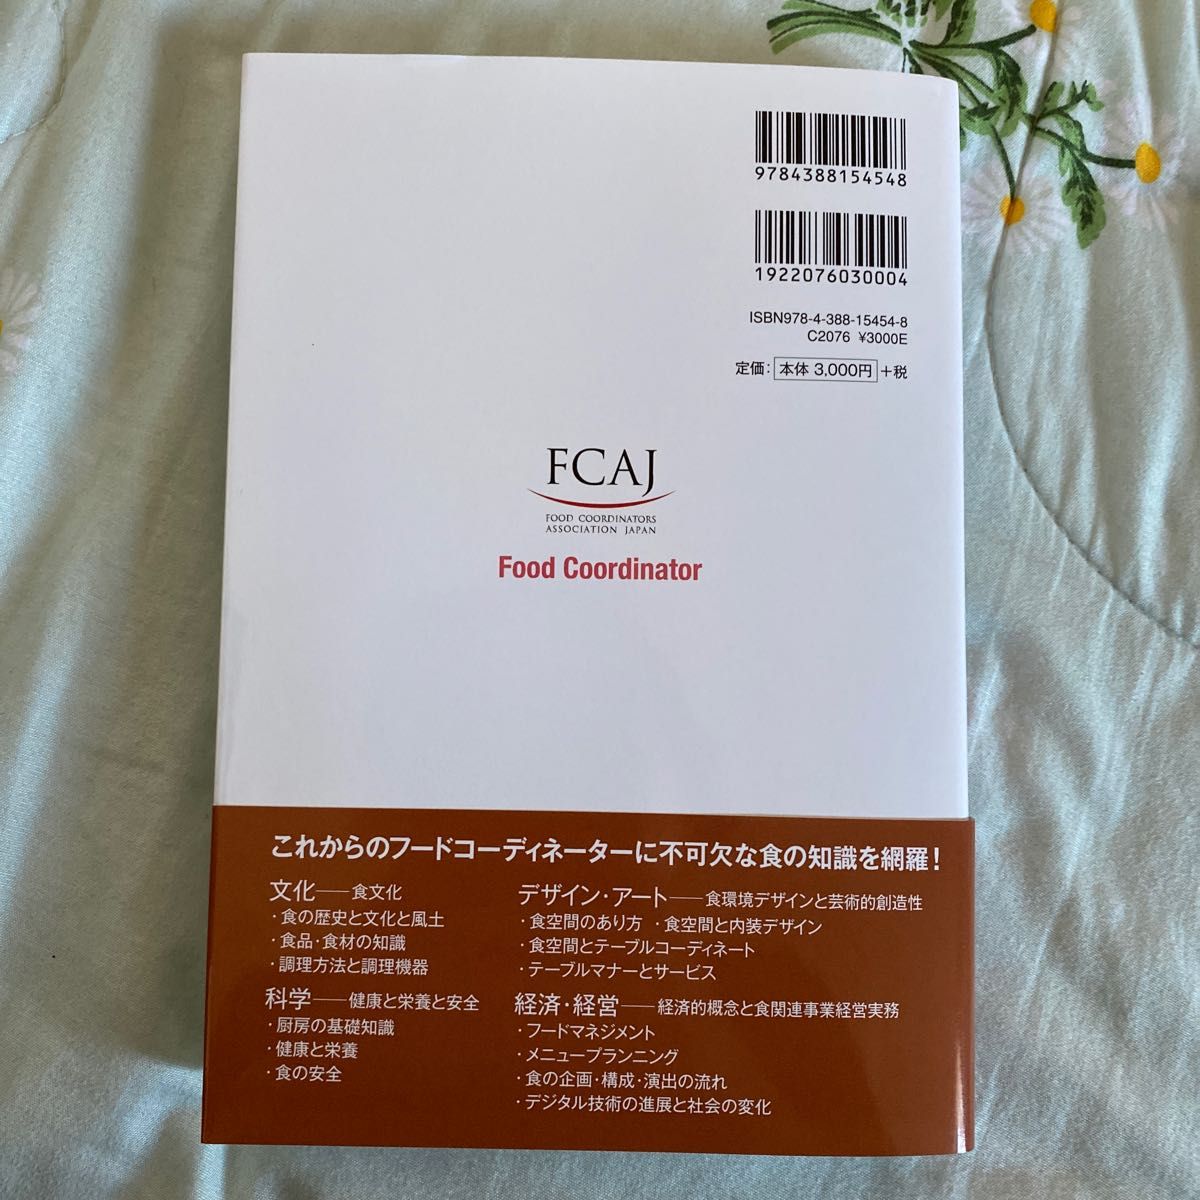 9784388154548
1922076030004
ISBN978-4-388-15454-8
C2076 ¥3000E
定価: 本体 3,000円 +税
FCAJ
FOOD COORDINATORS
ASSOCIATION JAPAN
Food Coordinator
これからのフードコーディネーターに不可欠な食の知識を網羅!
文化――食文化
・食の歴史と文化と風土
・食品・食材の知識
・調理方法と調理機器
科学――健康と栄養と安全
・厨房の基礎知識
・健康と栄養
・食の安全
デザイン・アート――食環境デザインと芸術的創造性
・食空間のあり方 ・食空間と内装デザイン
・食空間とテーブルコーディネート
・テーブルマナーとサービス
経済・経営――経済的概念と食関連事業経営実務
・フードマネジメント
・メニュープランニング
・食の企画・構成・演出の流れ
・デジタル技術の進展と社会の変化